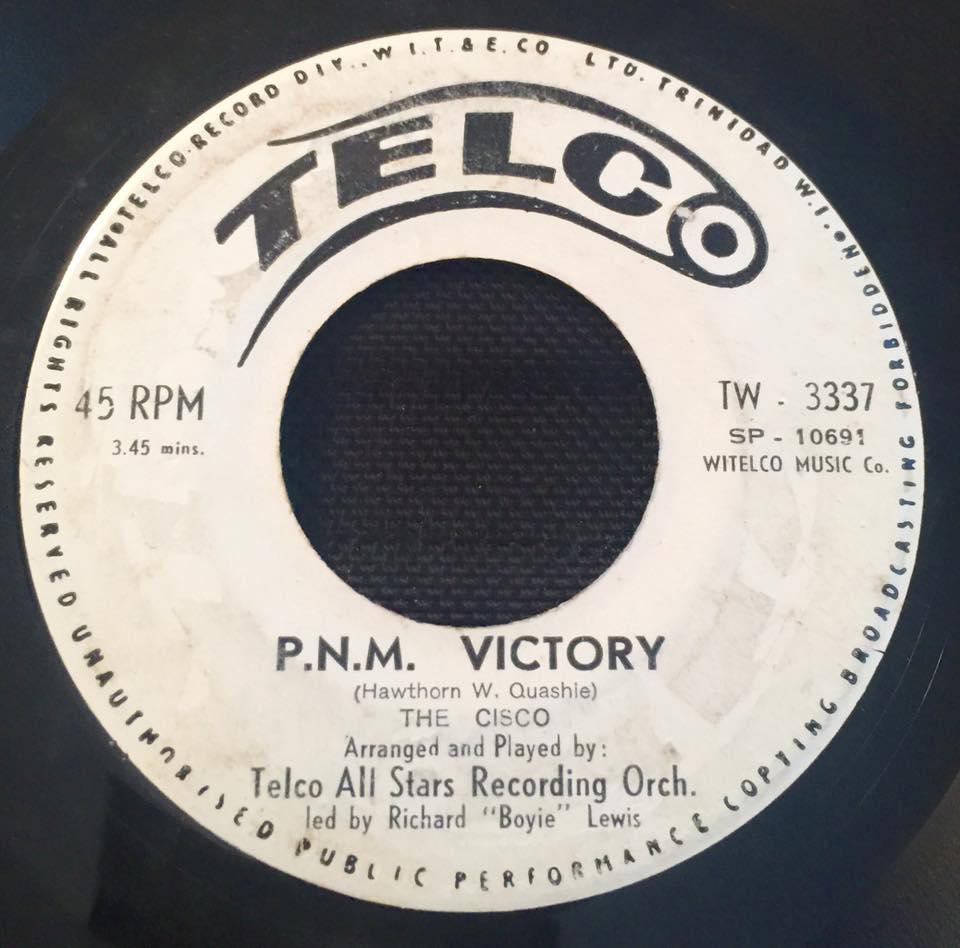 TELCO
45 RPM
3.45 mins.
TW . 3337
SP - 10691
WITELCO MUSIC Co.
P.N.M. VICTORY
(Hawthorn W. Quashie)
THE CISCO
Arranged and Played by:
Telco All Stars Recording Orch.
led by Richard "Boyie" Lewis
TELCO-RECORD DIV..W I.T.& E. CO LTD. TRINIDAD W.I.•ALL RIGHTS RESERVED UNAUTHORISED PUBLIC PERFORMANCE COPYING BROADCASTING FORBIDDEN•